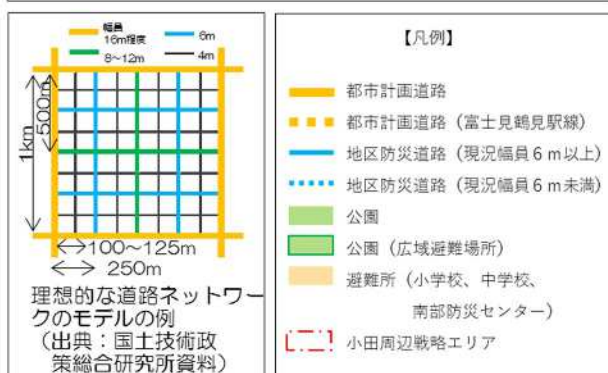 幅員
16m程度
6m
8～12m
4m
1km
500m
100～125m
250m
理想的な道路ネットワー
クのモデルの例
（出典：国土技術政
策総合研究所資料）
【凡例】
都市計画道路
都市計画道路（富士見鶴見駅線）
地区防災道路（現況幅員６ｍ以上）
地区防災道路（現況幅員６ｍ未満）
公園
公園（広域避難場所）
避難所（小学校、中学校、
南部防災センター）
小田周辺戦略エリア